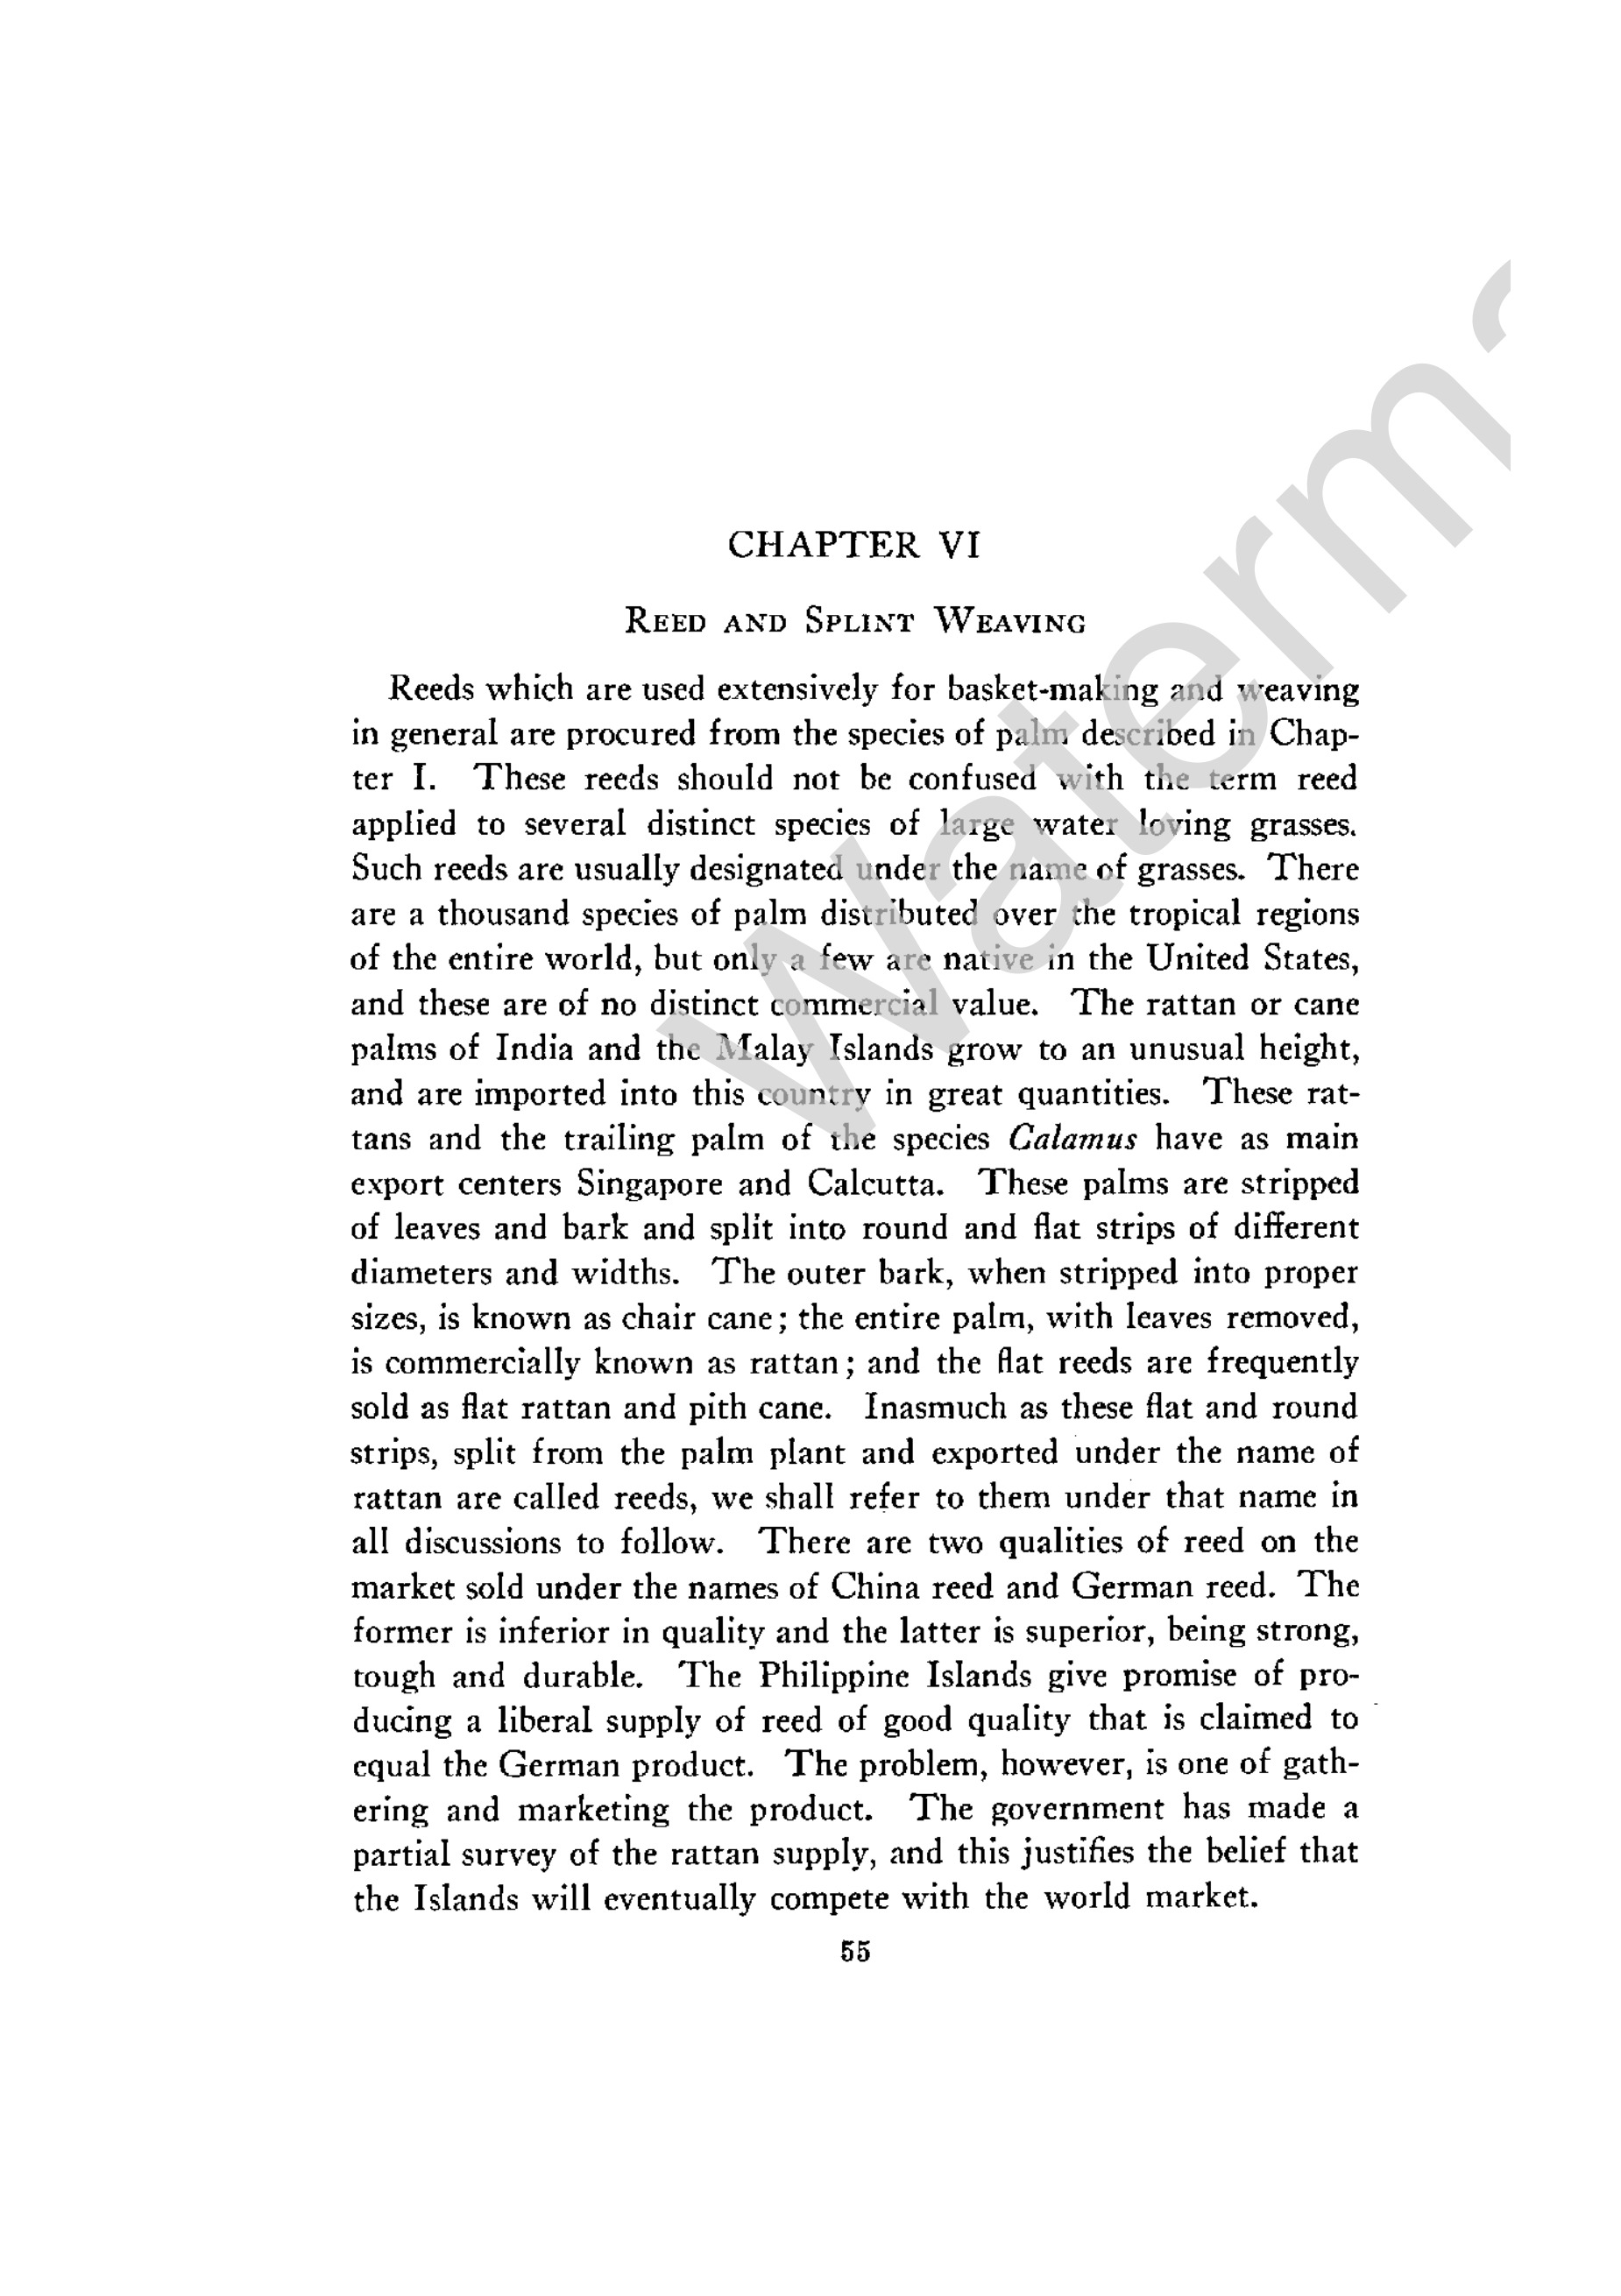 CHAPTER VI
Reed and Splint Weaving
Reeds which are used extensively for basket-making and weaving
in general are procured from the species of palm described in Chap-
ter I. These reeds should not be confused with the term reed
applied to several distinct species of large water loving grasses.
Such reeds are usually designated under the name of grasses. There
are a thousand species of palm distributed over the tropical regions
of the entire world, but only a few are native in the United States,
and these are of no distinct commercial value. The rattan or cane
palms of India and the Malay Islands grow to an unusual height,
and are imported into this country in great quantities. These rat-
tans and the trailing palm of the species Calamus have as main
export centers Singapore and Calcutta. These palms are stripped
of leaves and bark and split into round and flat strips of different
diameters and widths. The outer bark, when stripped into proper
sizes, is known as chair cane; the entire palm, with leaves removed,
is commercially known as rattan; and the flat reeds are frequently
sold as flat rattan and pith cane. Inasmuch as these flat and round
strips, split from the palm plant and exported under the name of
rattan are called reeds, we shall refer to them under that name in
all discussions to follow. There are two qualities of reed on the
market sold under the names of China reed and German reed. The
former is inferior in quality and the latter is superior, being strong,
tough and durable. The Philippine Islands give promise of pro-
ducing a liberal supply of reed of good quality that is claimed to
equal the German product. The problem, however, is one of gath-
ering and marketing the product. The government has made a
partial survey of the rattan supply, and this justifies the belief that
the Islands will eventually compete with the world market.
55
Waterm